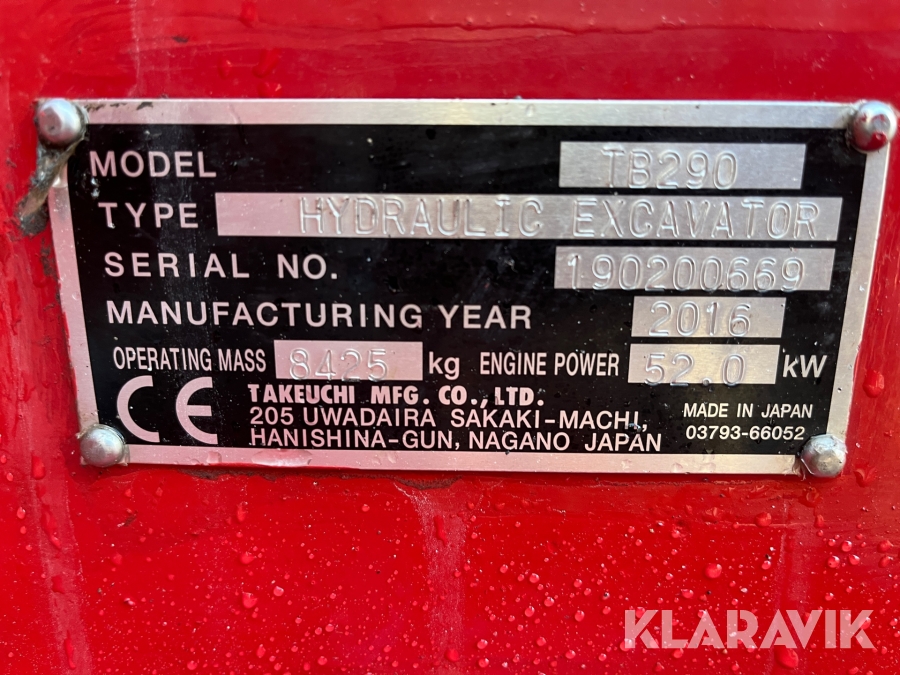 MODEL TB290
TYPE HYDRAULIC EXCAVATOR
SERIAL NO. 190200669
MANUFACTURING YEAR 2016
OPERATING MASS 8425 kg ENGINE POWER 52.0 kW
CE TAKEUCHI MFG. CO., LTD.
205 UWADAIRA SAKAKI-MACHI,
HANISHINA-GUN, NAGANO JAPAN
MADE IN JAPAN
03793-66052
KLARAVIK